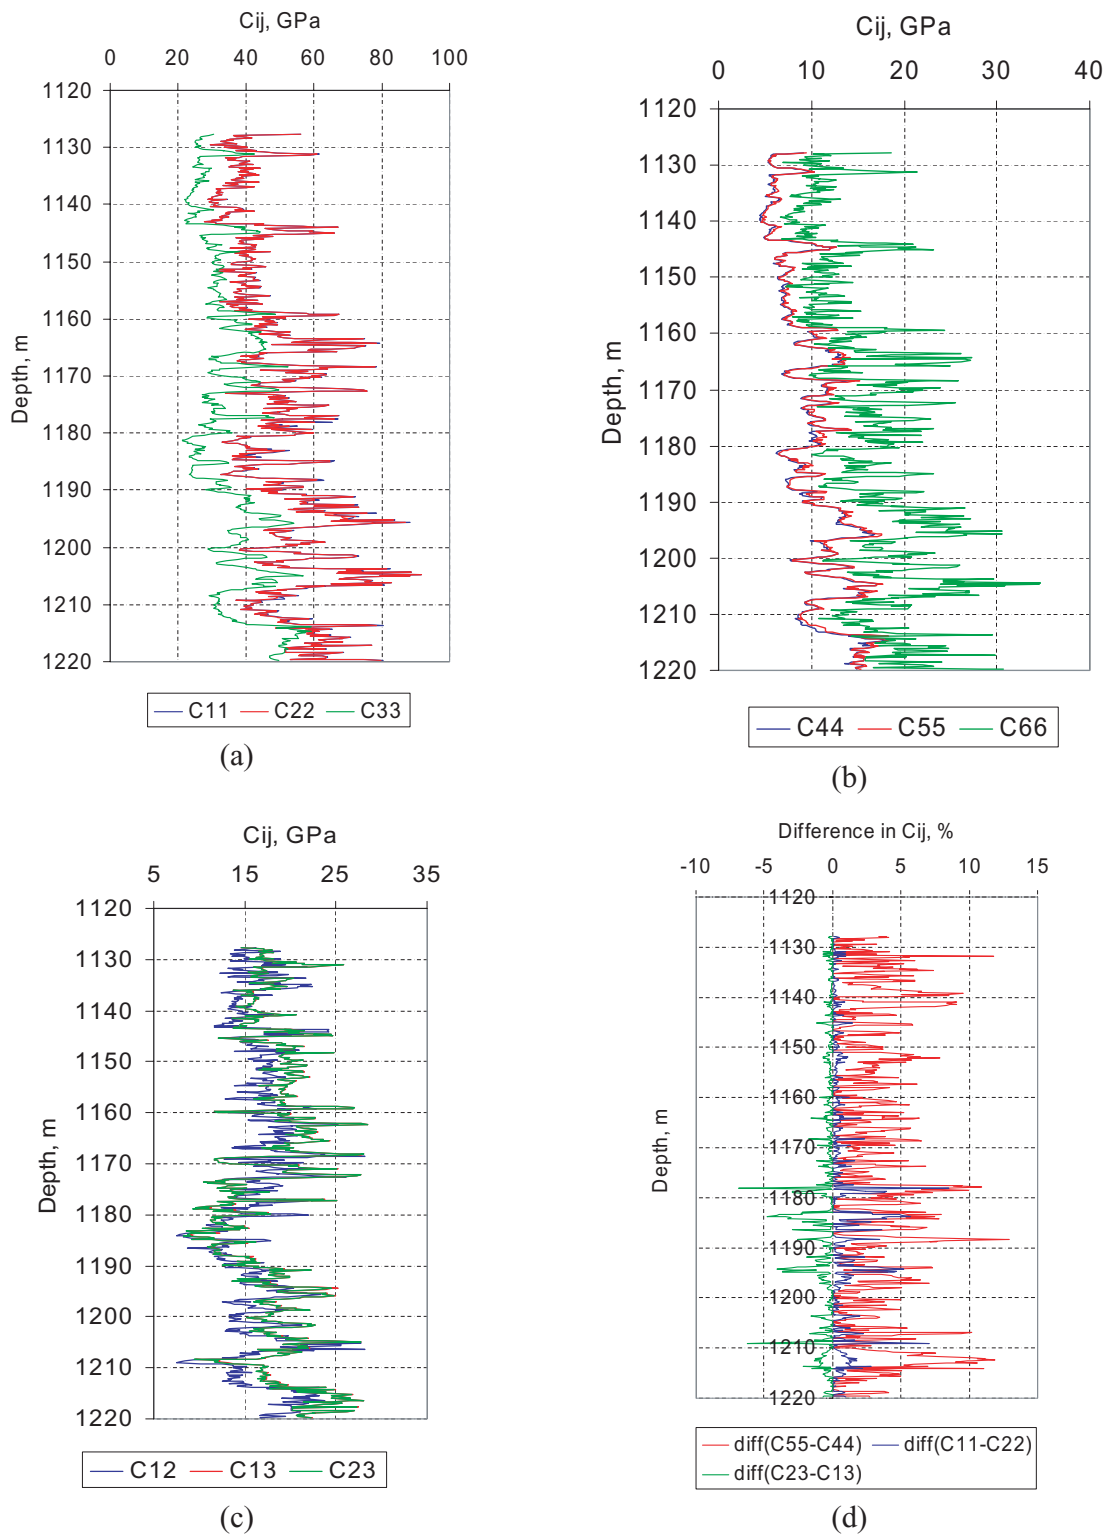 Cij, GPa
0 20 40 60 80 100
1120
1130
1140
1150
1160
1170
1180
1190
1200
1210
1220
Depth, m
C11 C22 C33
(a)
Cij, GPa
0 10 20 30 40
1120
1130
1140
1150
1160
1170
1180
1190
1200
1210
1220
Depth, m
C44 C55 C66
(b)
Cij, GPa
5 15 25 35
1120
1130
1140
1150
1160
1170
1180
1190
1200
1210
1220
Depth, m
C12 C13 C23
(c)
Difference in Cij, %
-10 -5 0 5 10 15
1120
1130
1140
1150
1160
1170
1180
1190
1200
1210
1220
Depth, m
diff(C55-C44) diff(C11-C22)
diff(C23-C13)
(d)